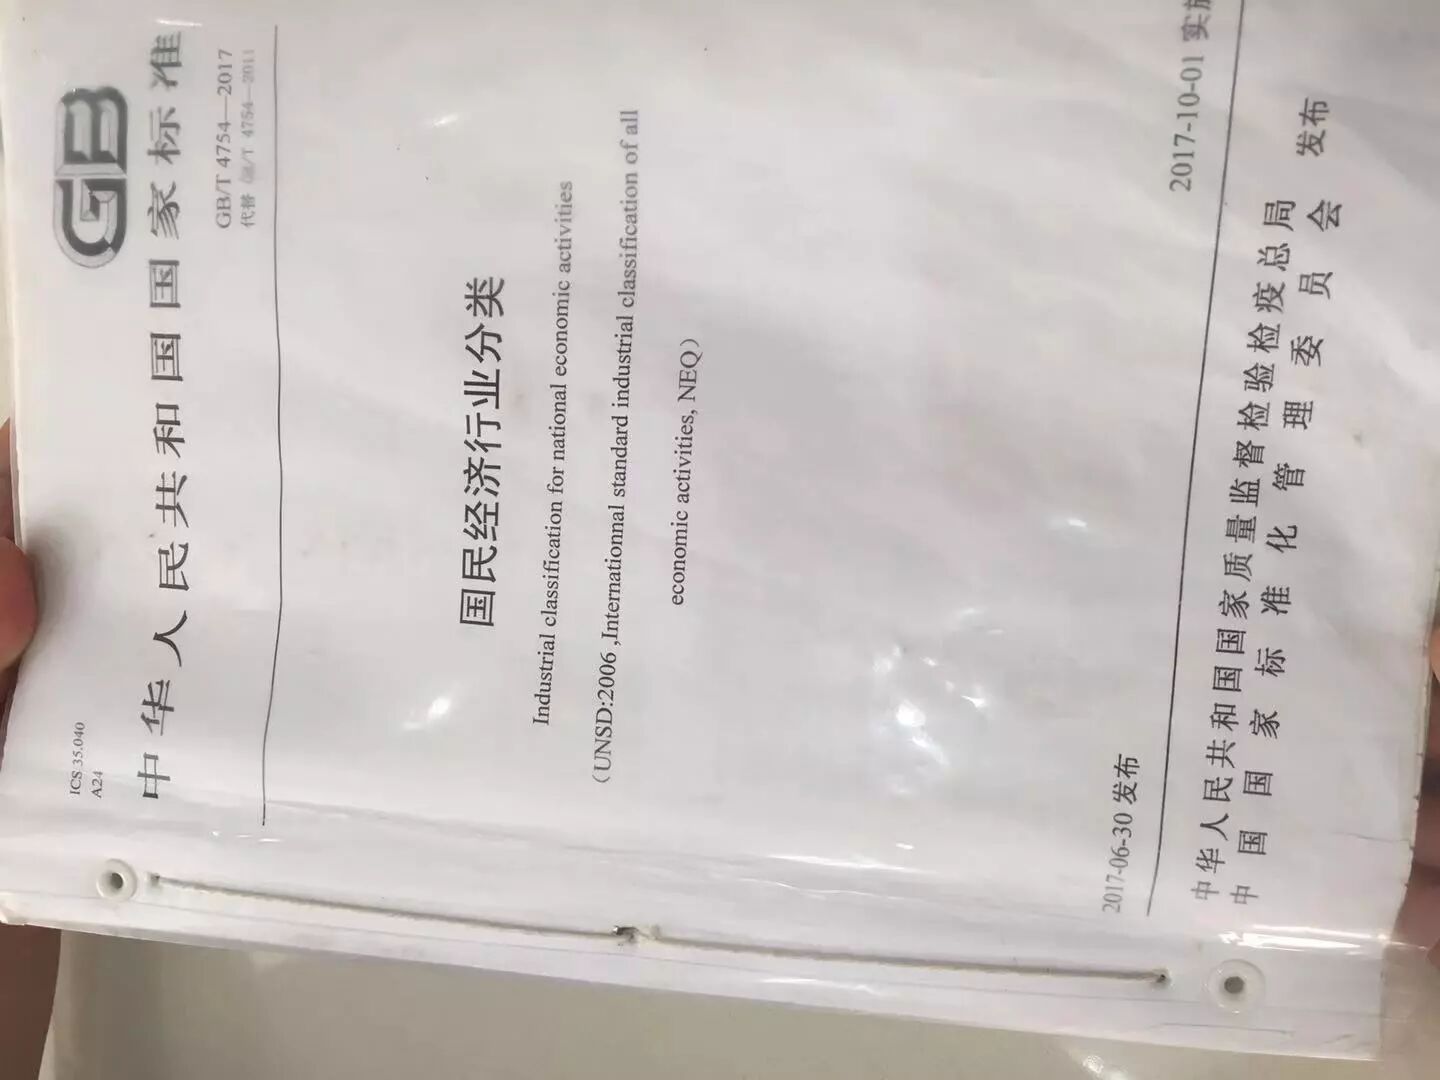 ICS 35.040
A24
GB
中华人民共和国国家标准
GB/T 4754—2017
代替 GB/T 4754—2011
国民经济行业分类
Industrial classification for national economic activities
(UNSD:2006 ,Internationnal standard industrial classification of all
economic activities, NEQ)
2017-06-30 发布
2017-10-01 实施
中华人民共和国国家质量监督检验检疫总局
中国国家标准化管理委员会
发布